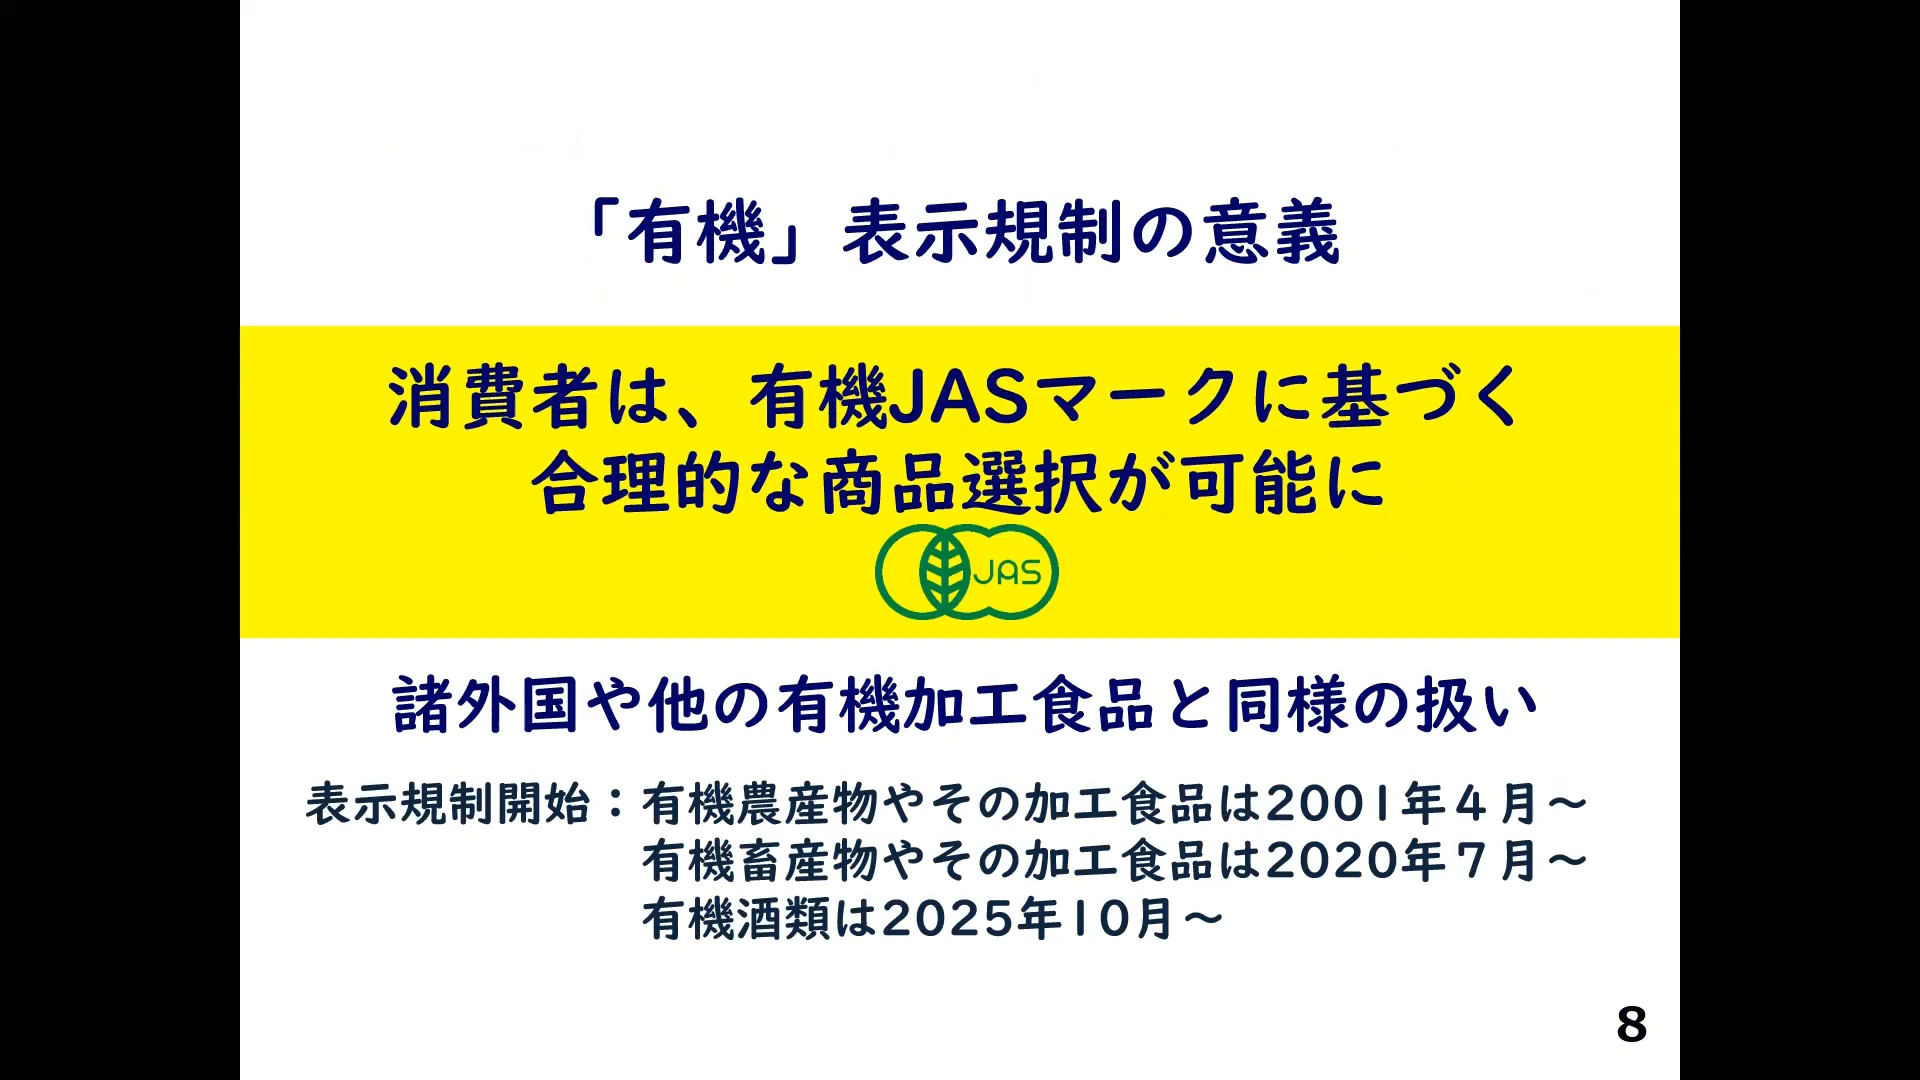 「有機」表示規制の意義
消費者は、有機JASマークに基づく
合理的な商品選択が可能に
JAS
諸外国や他の有機加工食品と同様の扱い
表示規制開始：有機農産物やその加工食品は2001年４月～
有機畜産物やその加工食品は2020年７月～
有機酒類は2025年10月～
8